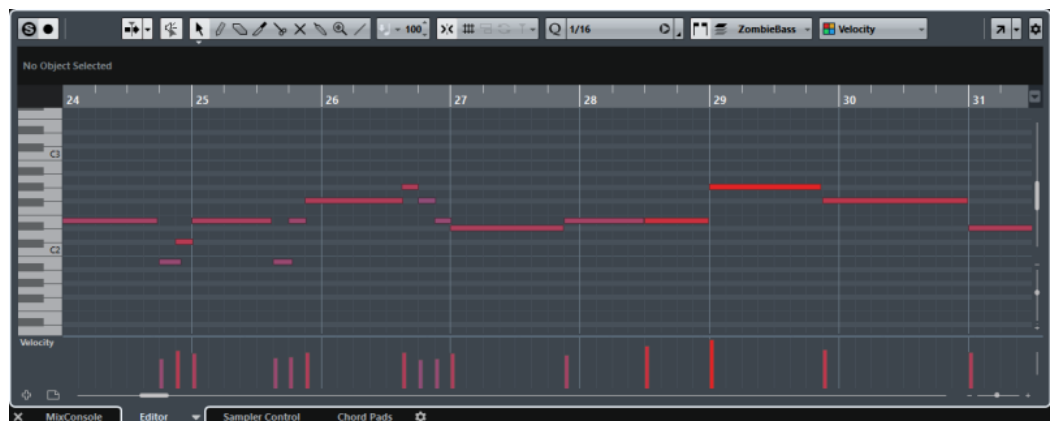 S 100 Q 1/16 ZombieBass Velocity
No Object Selected
24 25 26 27 28 29 30 31
C3
C2
Velocity
MixConsole Editor Sampler Control Chord Pads